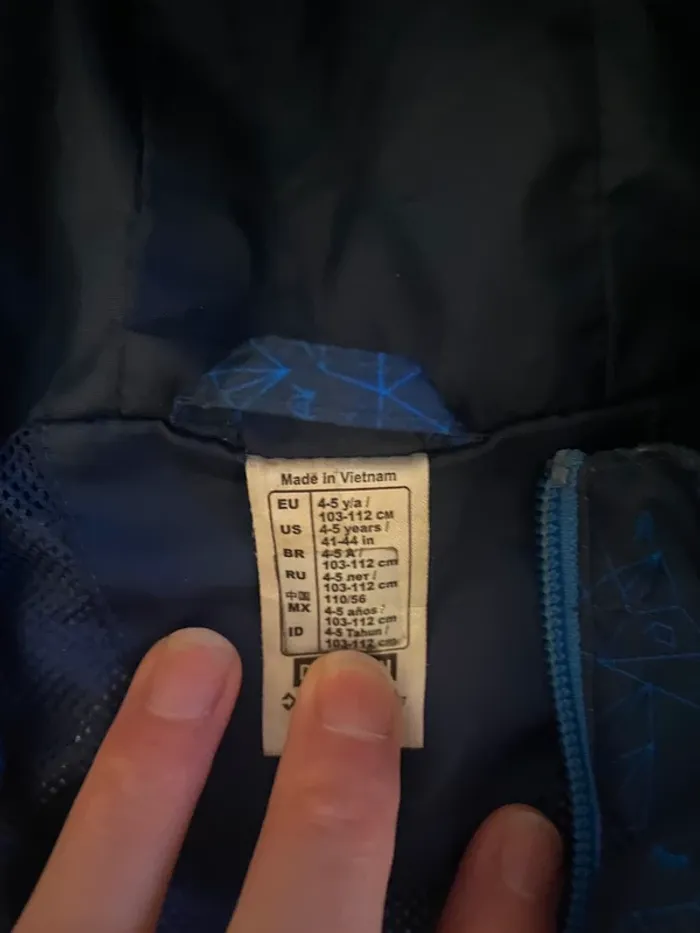 Made in Vietnam
EU 4-5 y/a /
103-112 CM
US 4-5 years /
41-44 in
BR 4-5 A /
103-112 cm
RU 4-5 лет /
103-112 cm
中国 110/56
MX 4-5 años /
103-112 cm
ID 4-5 Tahun /
103-112 cm